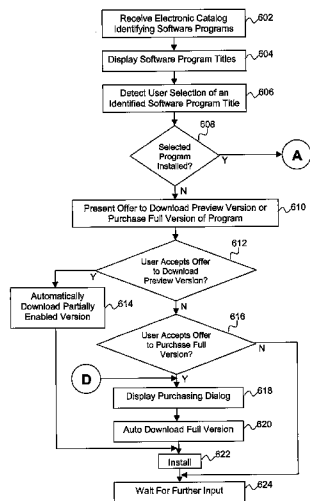 Receive Electronic Catalog
Identifying Software Programs
602
Display Software Program Titles
604
Detect User Selection of an
Identified Software Program Title
606
608
Selected
Program
Installed?
Y
A
N
Present Offer to Download Preview Version or
Purchase Full Version of Program
610
612
User Accepts Offer
to Download
Preview Version?
Y
N
Automatically
Download Partially
Enabled Version
614
616
User Accepts Offer
to Purchase Full
Version?
N
Y
D
Display Purchasing Dialog
618
Auto Download Full Version
620
Install
622
Wait For Further Input
624